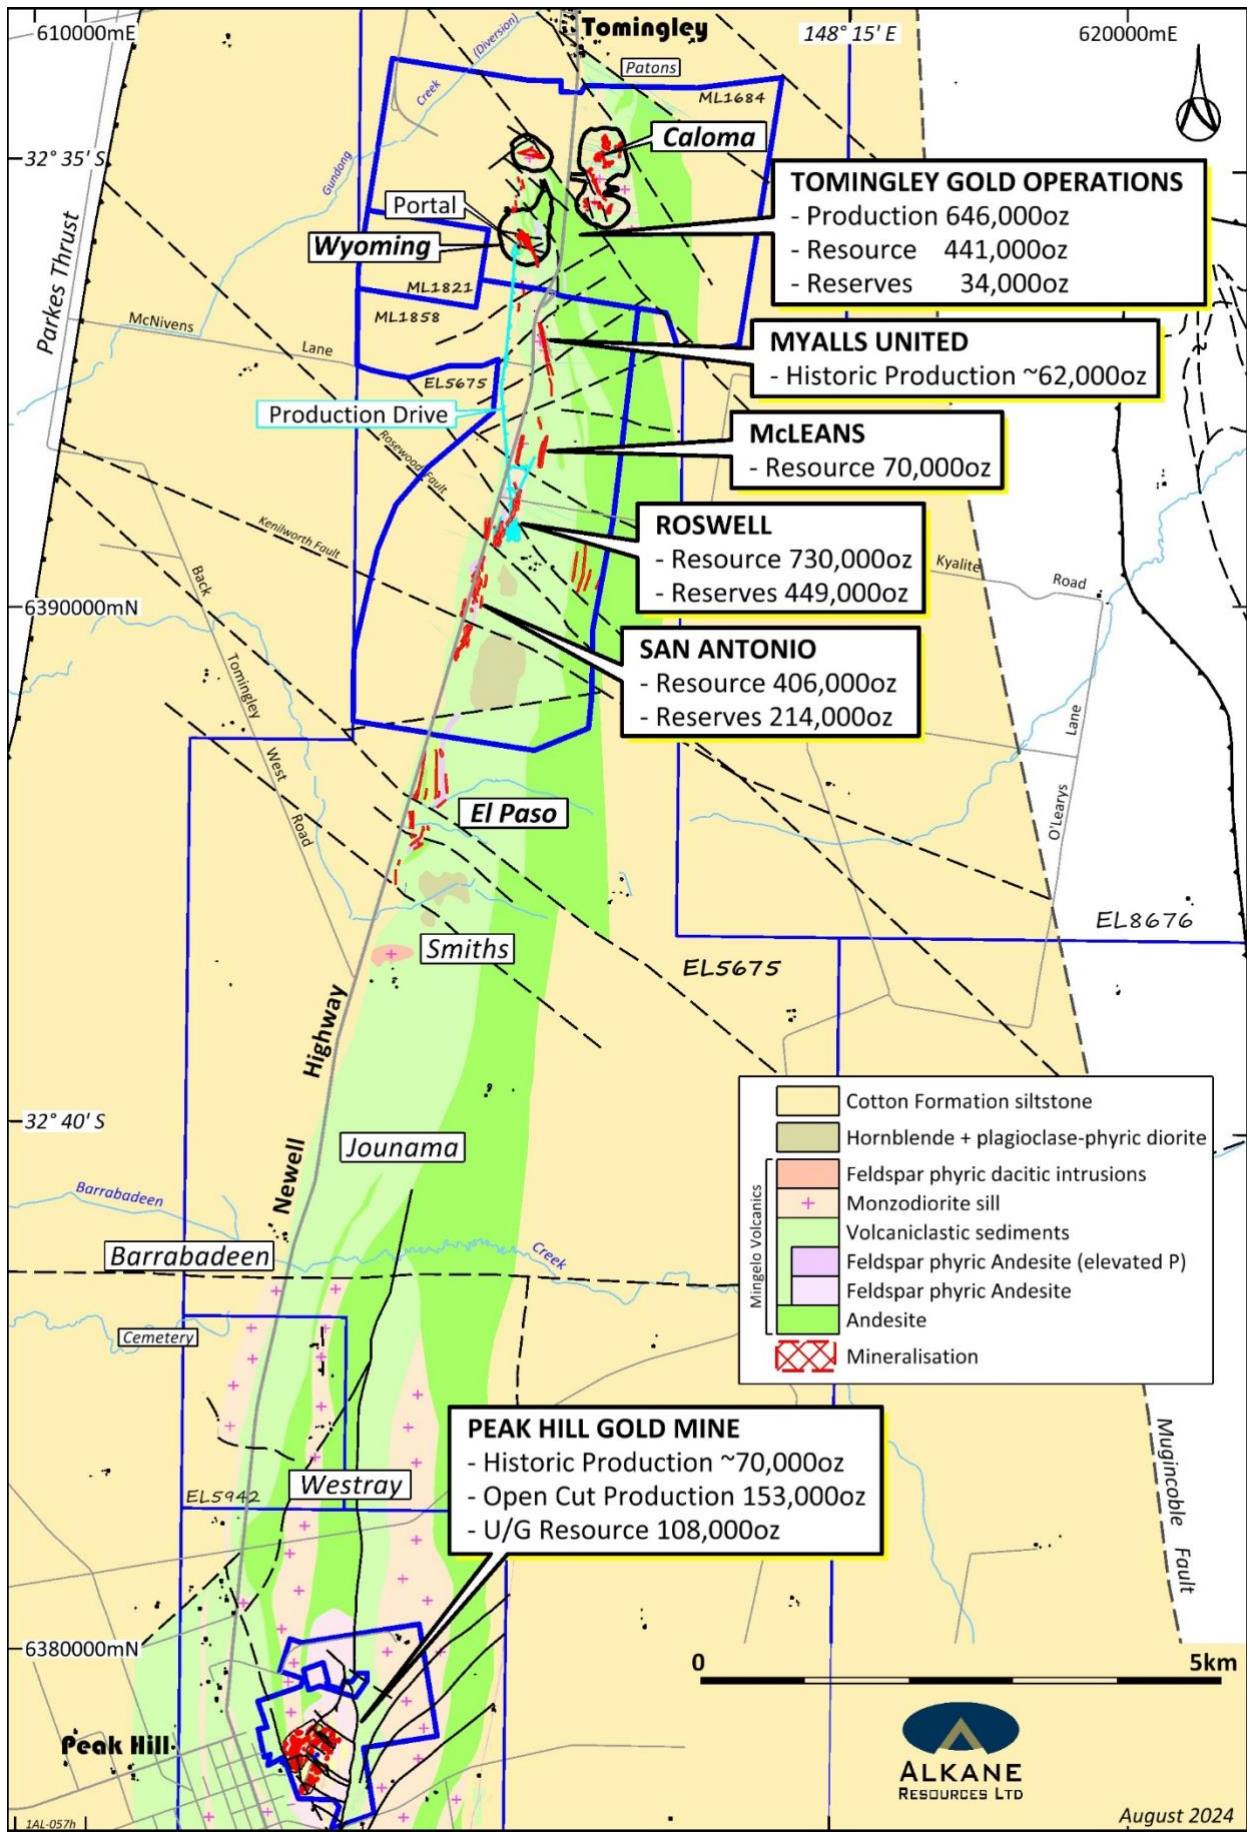 610000mE
Tomingley
148° 15' E
620000mE
(Diversion)
Creek
Gundong
Patons
ML1684
Caloma
32° 35' S
Parkes Thrust
Portal
Wyoming
ML1821
ML1858
McNivens
Lane
EL5675
Production Drive
Rosewood Fault
Kenilworth Fault
TOMINGLEY GOLD OPERATIONS
- Production 646,000oz
- Resource 441,000oz
- Reserves 34,000oz
MYALLS UNITED
- Historic Production ~62,000oz
McLEANS
- Resource 70,000oz
ROSWELL
- Resource 730,000oz
- Reserves 449,000oz
Kyalite
Road
6390000mN
Back
Tomingley
West
Road
SAN ANTONIO
- Resource 406,000oz
- Reserves 214,000oz
Lane
O'Learys
El Paso
EL8676
Smiths
EL5675
Highway
Newell
32° 40' S
Jounama
Barrabadeen
Barrabadeen
Creek
Cemetery
Mingelo Volcanics
Cotton Formation siltstone
Hornblende + plagioclase-phyric diorite
Feldspar phyric dacitic intrusions
Monzodiorite sill
Volcaniclastic sediments
Feldspar phyric Andesite (elevated P)
Feldspar phyric Andesite
Andesite
Mineralisation
PEAK HILL GOLD MINE
- Historic Production ~70,000oz
- Open Cut Production 153,000oz
- U/G Resource 108,000oz
Westray
EL5942
Mugincoble
Fault
6380000mN
0
5km
Peak Hill
ALKANE
RESOURCES LTD
1AL-057h
August 2024